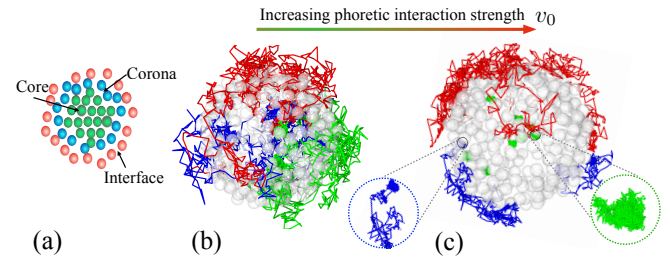 Increasing phoretic interaction strength v₀
Corona
Core
Interface
(a)
(b)
(c)